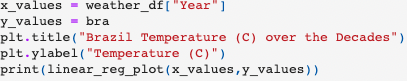 x_values = weather_df["Year"]
y_values = bra
plt.title("Brazil Temperature (C) over the Decades")
plt.ylabel("Temperature (C)")
print(linear_reg_plot(x_values,y_values))